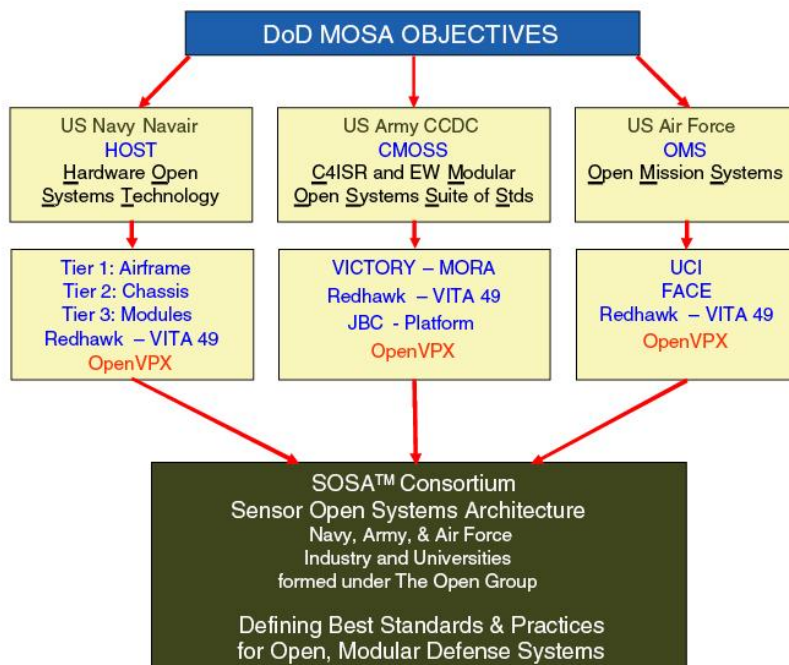 DoD MOSA OBJECTIVES
US Navy Navair
HOST
Hardware Open
Systems Technology
US Army CCDC
CMOSS
C4ISR and EW Modular
Open Systems Suite of Stds
US Air Force
OMS
Open Mission Systems
Tier 1: Airframe
Tier 2: Chassis
Tier 3: Modules
Redhawk – VITA 49
OpenVPX
VICTORY – MORA
Redhawk – VITA 49
JBC - Platform
OpenVPX
UCI
FACE
Redhawk – VITA 49
OpenVPX
SOSA™ Consortium
Sensor Open Systems Architecture
Navy, Army, & Air Force
Industry and Universities
formed under The Open Group
Defining Best Standards & Practices
for Open, Modular Defense Systems